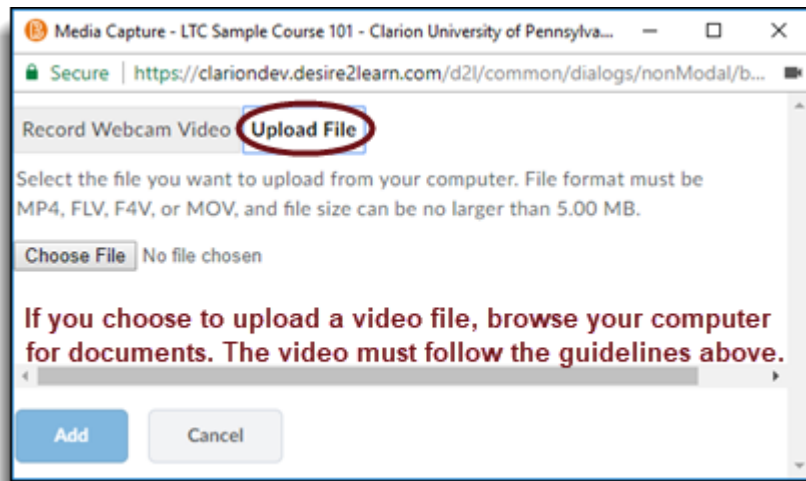 Media Capture - LTC Sample Course 101 - Clarion University of Pennsylva...
Secure | https://clariondev.desire2learn.com/d2l/common/dialogs/nonModal/b...
Record Webcam Video Upload File
Select the file you want to upload from your computer. File format must be
MP4, FLV, F4V, or MOV, and file size can be no larger than 5.00 MB.
Choose File No file chosen
If you choose to upload a video file, browse your computer
for documents. The video must follow the guidelines above.
Add Cancel